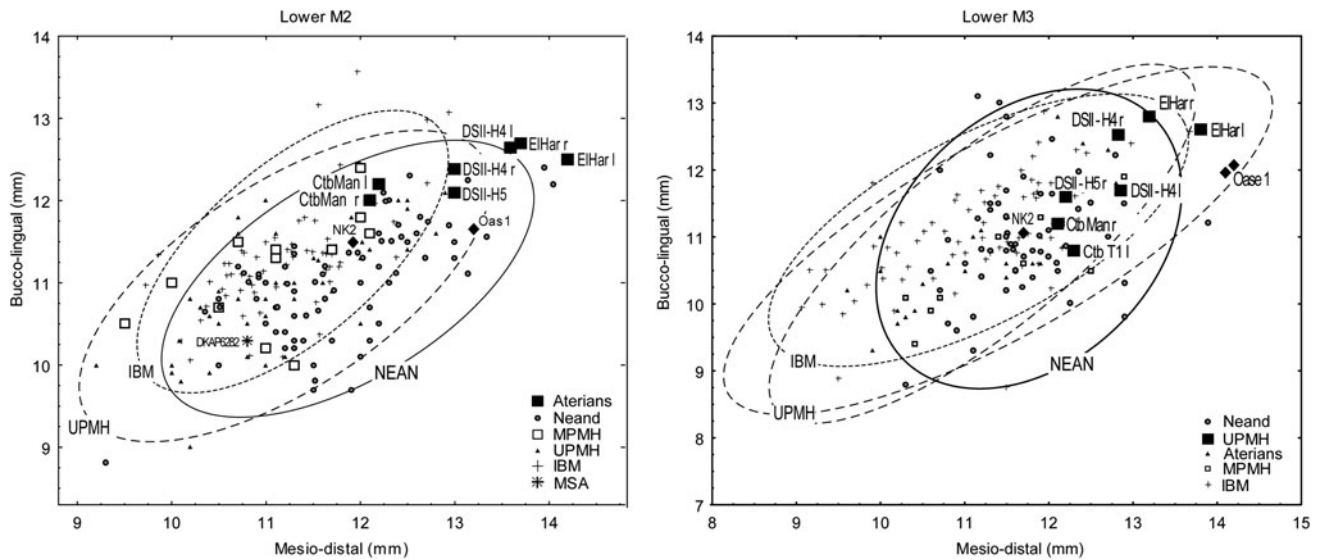 Lower M2
14
13
12
11
10
9
Bucco-lingual (mm)
9
10
11
12
13
14
Mesio-distal (mm)
DSII-H4 l
ElHar r
ElHar l
DSII-H4 r
DSII-H5
CtbMan l
CtbMan r
NK2
Oas 1
DKAP6282
IBM
NEAN
UPMH
Aterians
Neand
MPMH
UPMH
IBM
MSA
Lower M3
14
13
12
11
10
9
8
7
Bucco-lingual (mm)
8
9
10
11
12
13
14
15
Mesio-distal (mm)
ElHar r
DSII-H4 r
ElHar l
Oase 1
DSII-H5 r
DSII-H4 l
NK2
CtbMan r
Ctb T1 l
IBM
NEAN
UPMH
Neand
UPMH
Aterians
MPMH
IBM